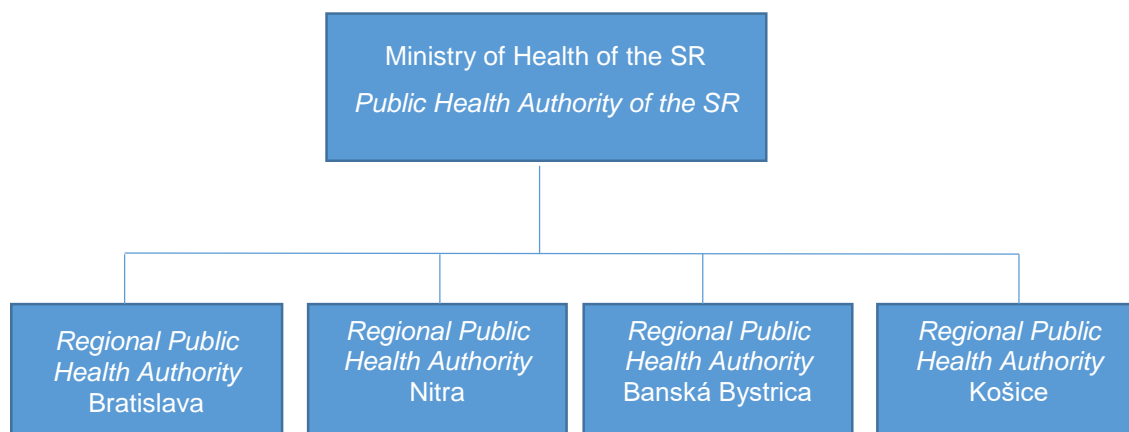 Ministry of Health of the SR
Public Health Authority of the SR
Regional Public
Health Authority
Bratislava
Regional Public
Health Authority
Nitra
Regional Public
Health Authority
Banská Bystrica
Regional Public
Health Authority
Košice